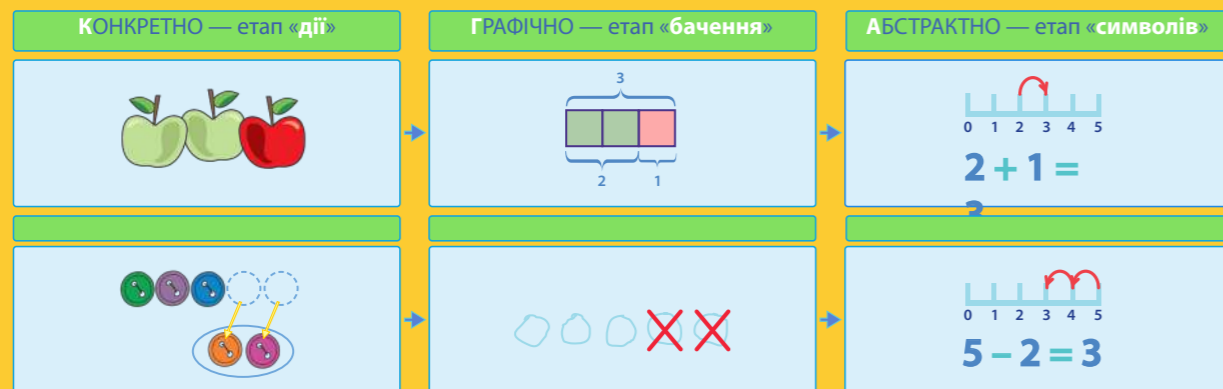 КОНКРЕТНО — етап «дії»
ГРАФІЧНО — етап «бачення»
АБСТРАКТНО — етап «символів»
3
2 1
0 1 2 3 4 5
2 + 1 =
3
0 1 2 3 4 5
5 – 2 = 3